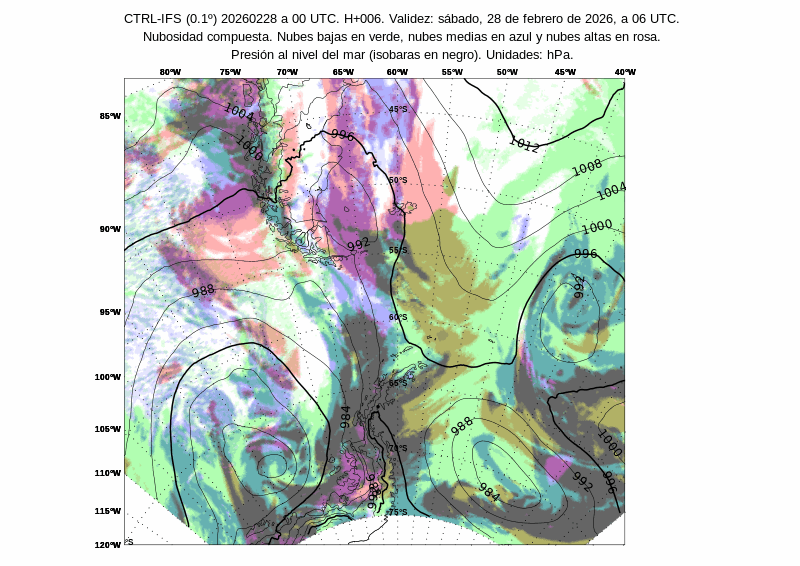 CTRL-IFS (0.1º) 20260228 a 00 UTC. H+006. Validez: sábado, 28 de febrero de 2026, a 06 UTC.
Nubosidad compuesta. Nubes bajas en verde, nubes medias en azul y nubes altas en rosa.
Presión al nivel del mar (isobaras en negro). Unidades: hPa.
80ºW 75ºW 70ºW 65ºW 60ºW 55ºW 50ºW 45ºW 40ºW
45ºS
1004
85ºW
996
1012
1000
1008
50ºS
1004
1000
90ºW
992
55ºS
996
988
992
95ºW
60ºS
100ºW
65ºS
984
988
105ºW
1000
70ºS
110ºW
992
996
988
984
115ºW
75ºS
120ºW
ºS